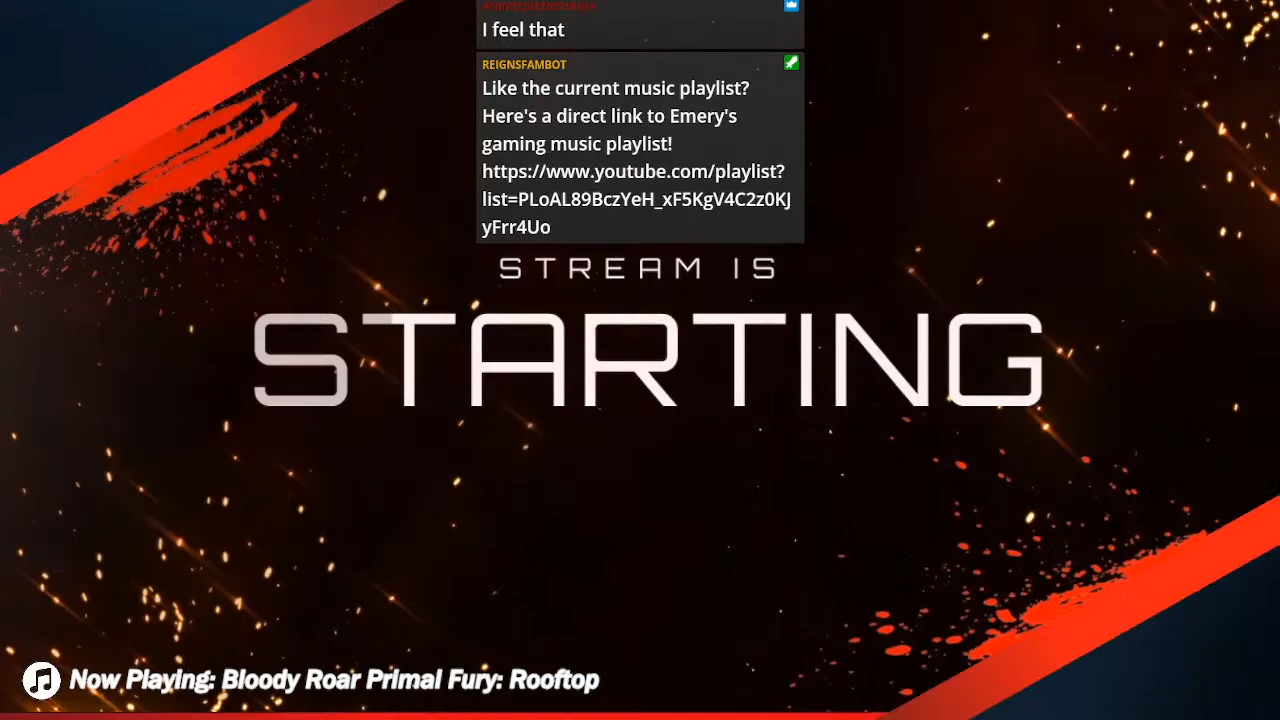 I feel that
REIGNSFAMBOT
Like the current music playlist?
Here's a direct link to Emery's
gaming music playlist!
https://www.youtube.com/playlist?
list=PLoAL89BczYeH_xF5KgV4C2z0KJ
yFrr4Uo
STREAM IS
STARTING
Now Playing: Bloody Roar Primal Fury: Rooftop